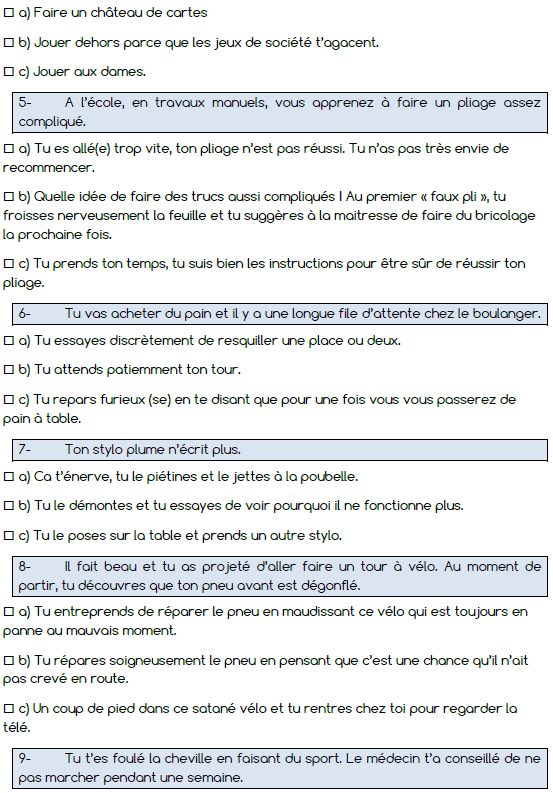 ☐ a) Faire un château de cartes
☐ b) Jouer dehors parce que les jeux de société t'agacent.
☐ c) Jouer aux dames.
5- A l'école, en travaux manuels, vous apprenez à faire un pliage assez
compliqué.
☐ a) Tu es allé(e) trop vite, ton pliage n'est pas réussi. Tu n'as pas très envie de
recommencer.
☐ b) Quelle idée de faire des trucs aussi compliqués ! Au premier « faux pli », tu
froisses nerveusement la feuille et tu suggères à la maitresse de faire du bricolage
la prochaine fois.
☐ c) Tu prends ton temps, tu suis bien les instructions pour être sûr de réussir ton
pliage.
6- Tu vas acheter du pain et il y a une longue file d'attente chez le boulanger.
☐ a) Tu essayes discrètement de resquiller une place ou deux.
☐ b) Tu attends patiemment ton tour.
☐ c) Tu repars furieux (se) en te disant que pour une fois vous vous passerez de
pain à table.
7- Ton stylo plume n'écrit plus.
☐ a) Ca t'énerve, tu le piétines et le jettes à la poubelle.
☐ b) Tu le démontes et tu essayes de voir pourquoi il ne fonctionne plus.
☐ c) Tu le poses sur la table et prends un autre stylo.
8- Il fait beau et tu as projeté d'aller faire un tour à vélo. Au moment de
partir, tu découvres que ton pneu avant est dégonflé.
☐ a) Tu entreprends de réparer le pneu en maudissant ce vélo qui est toujours en
panne au mauvais moment.
☐ b) Tu répares soigneusement le pneu en pensant que c'est une chance qu'il n'ait
pas crevé en route.
☐ c) Un coup de pied dans ce satané vélo et tu rentres chez toi pour regarder la
télé.
9- Tu t'es foulé la cheville en faisant du sport. Le médecin t'a conseillé de ne
pas marcher pendant une semaine.